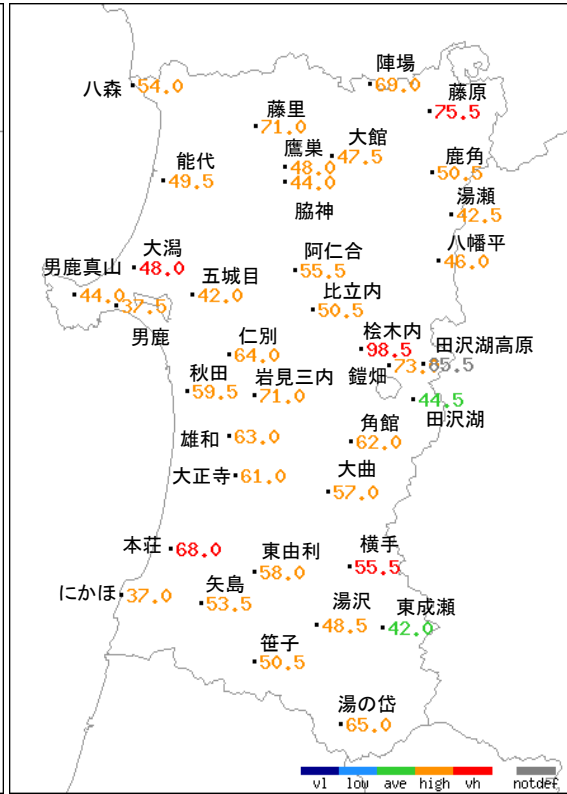 陣場
69.0
八森
54.0
藤原
75.5
藤里
71.0
大館
47.5
鷹巣
48.0
44.0
脇神
能代
49.5
鹿角
50.5
湯瀬
42.5
八幡平
46.0
大潟
48.0
男鹿真山
44.0
37.5
男鹿
五城目
42.0
阿仁合
55.5
比立内
50.5
桧木内
98.5
田沢湖高原
85.5
鎧畑
仁別
64.0
秋田
59.5
岩見三内
71.0
44.5
田沢湖
角館
62.0
雄和
63.0
大正寺
61.0
大曲
57.0
本荘
68.0
東由利
58.0
横手
55.5
にかほ
37.0
矢島
53.5
湯沢
48.5
東成瀬
42.0
笹子
50.5
湯の岱
65.0
vl low ave high vh notdef